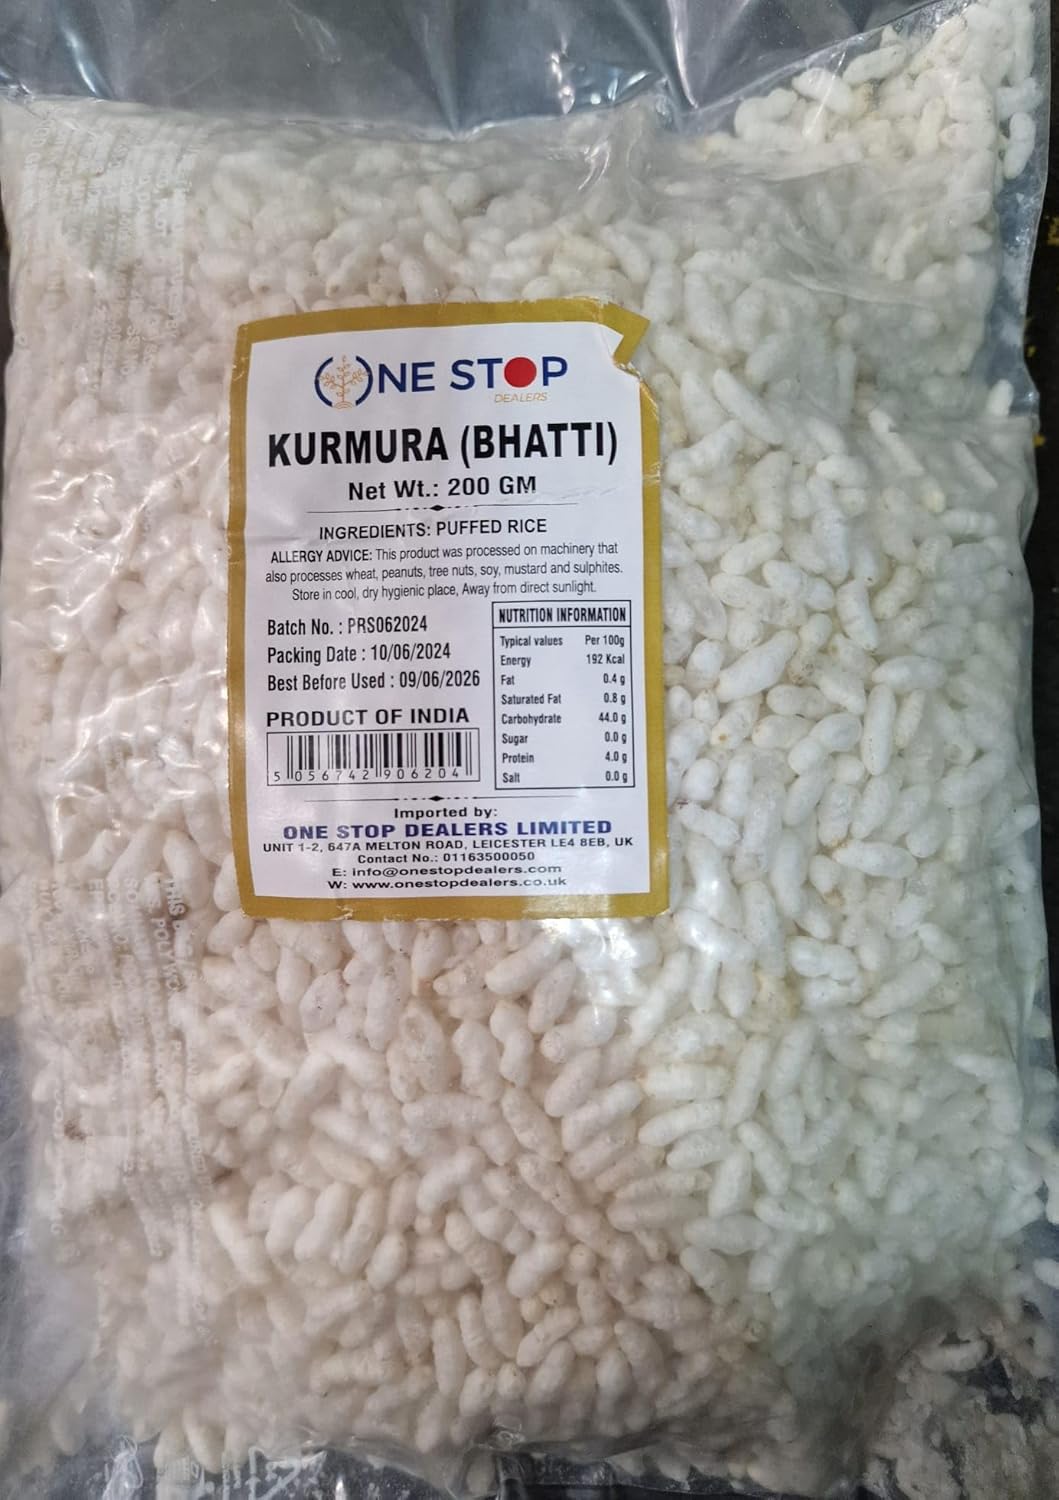 ONE STOP
DEALERS
KURMURA (BHATTI)
Net Wt.: 200 GM
INGREDIENTS: PUFFED RICE
ALLERGY ADVICE: This product was processed on machinery that
also processes wheat, peanuts, tree nuts, soy, mustard and sulphites.
Store in cool, dry hygienic place, Away from direct sunlight.
Batch No. : PRS062024
Packing Date : 10/06/2024
Best Before Used : 09/06/2026
PRODUCT OF INDIA
5 056742 906204
NUTRITION INFORMATION
Typical values Per 100g
Energy 192 Kcal
Fat 0.4 g
Saturated Fat 0.8 g
Carbohydrate 44.0 g
Sugar 0.0 g
Protein 4.0 g
Salt 0.0 g
Imported by:
ONE STOP DEALERS LIMITED
UNIT 1-2, 647A MELTON ROAD, LEICESTER LE4 8EB, UK
Contact No.: 01163500050
E: info@onestopdealers.com
W: www.onestopdealers.co.uk